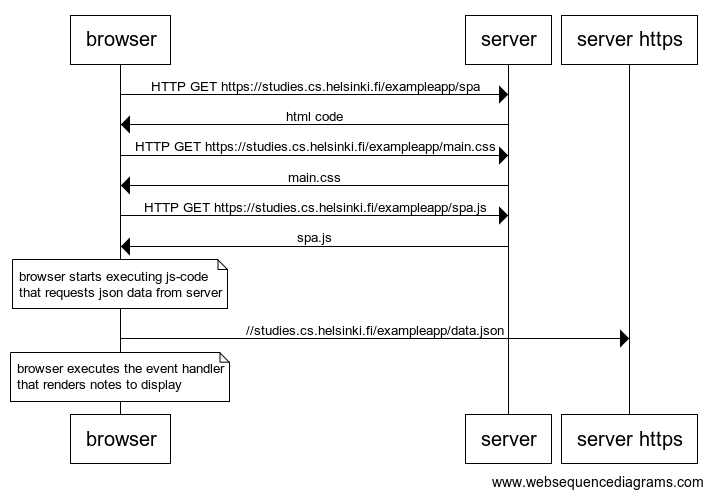 browser
server
server https
HTTP GET https://studies.cs.helsinki.fi/exampleapp/spa
html code
HTTP GET https://studies.cs.helsinki.fi/exampleapp/main.css
main.css
HTTP GET https://studies.cs.helsinki.fi/exampleapp/spa.js
spa.js
browser starts executing js-code
that requests json data from server
//studies.cs.helsinki.fi/exampleapp/data.json
browser executes the event handler
that renders notes to display
browser
server
server https
www.websequencediagrams.com